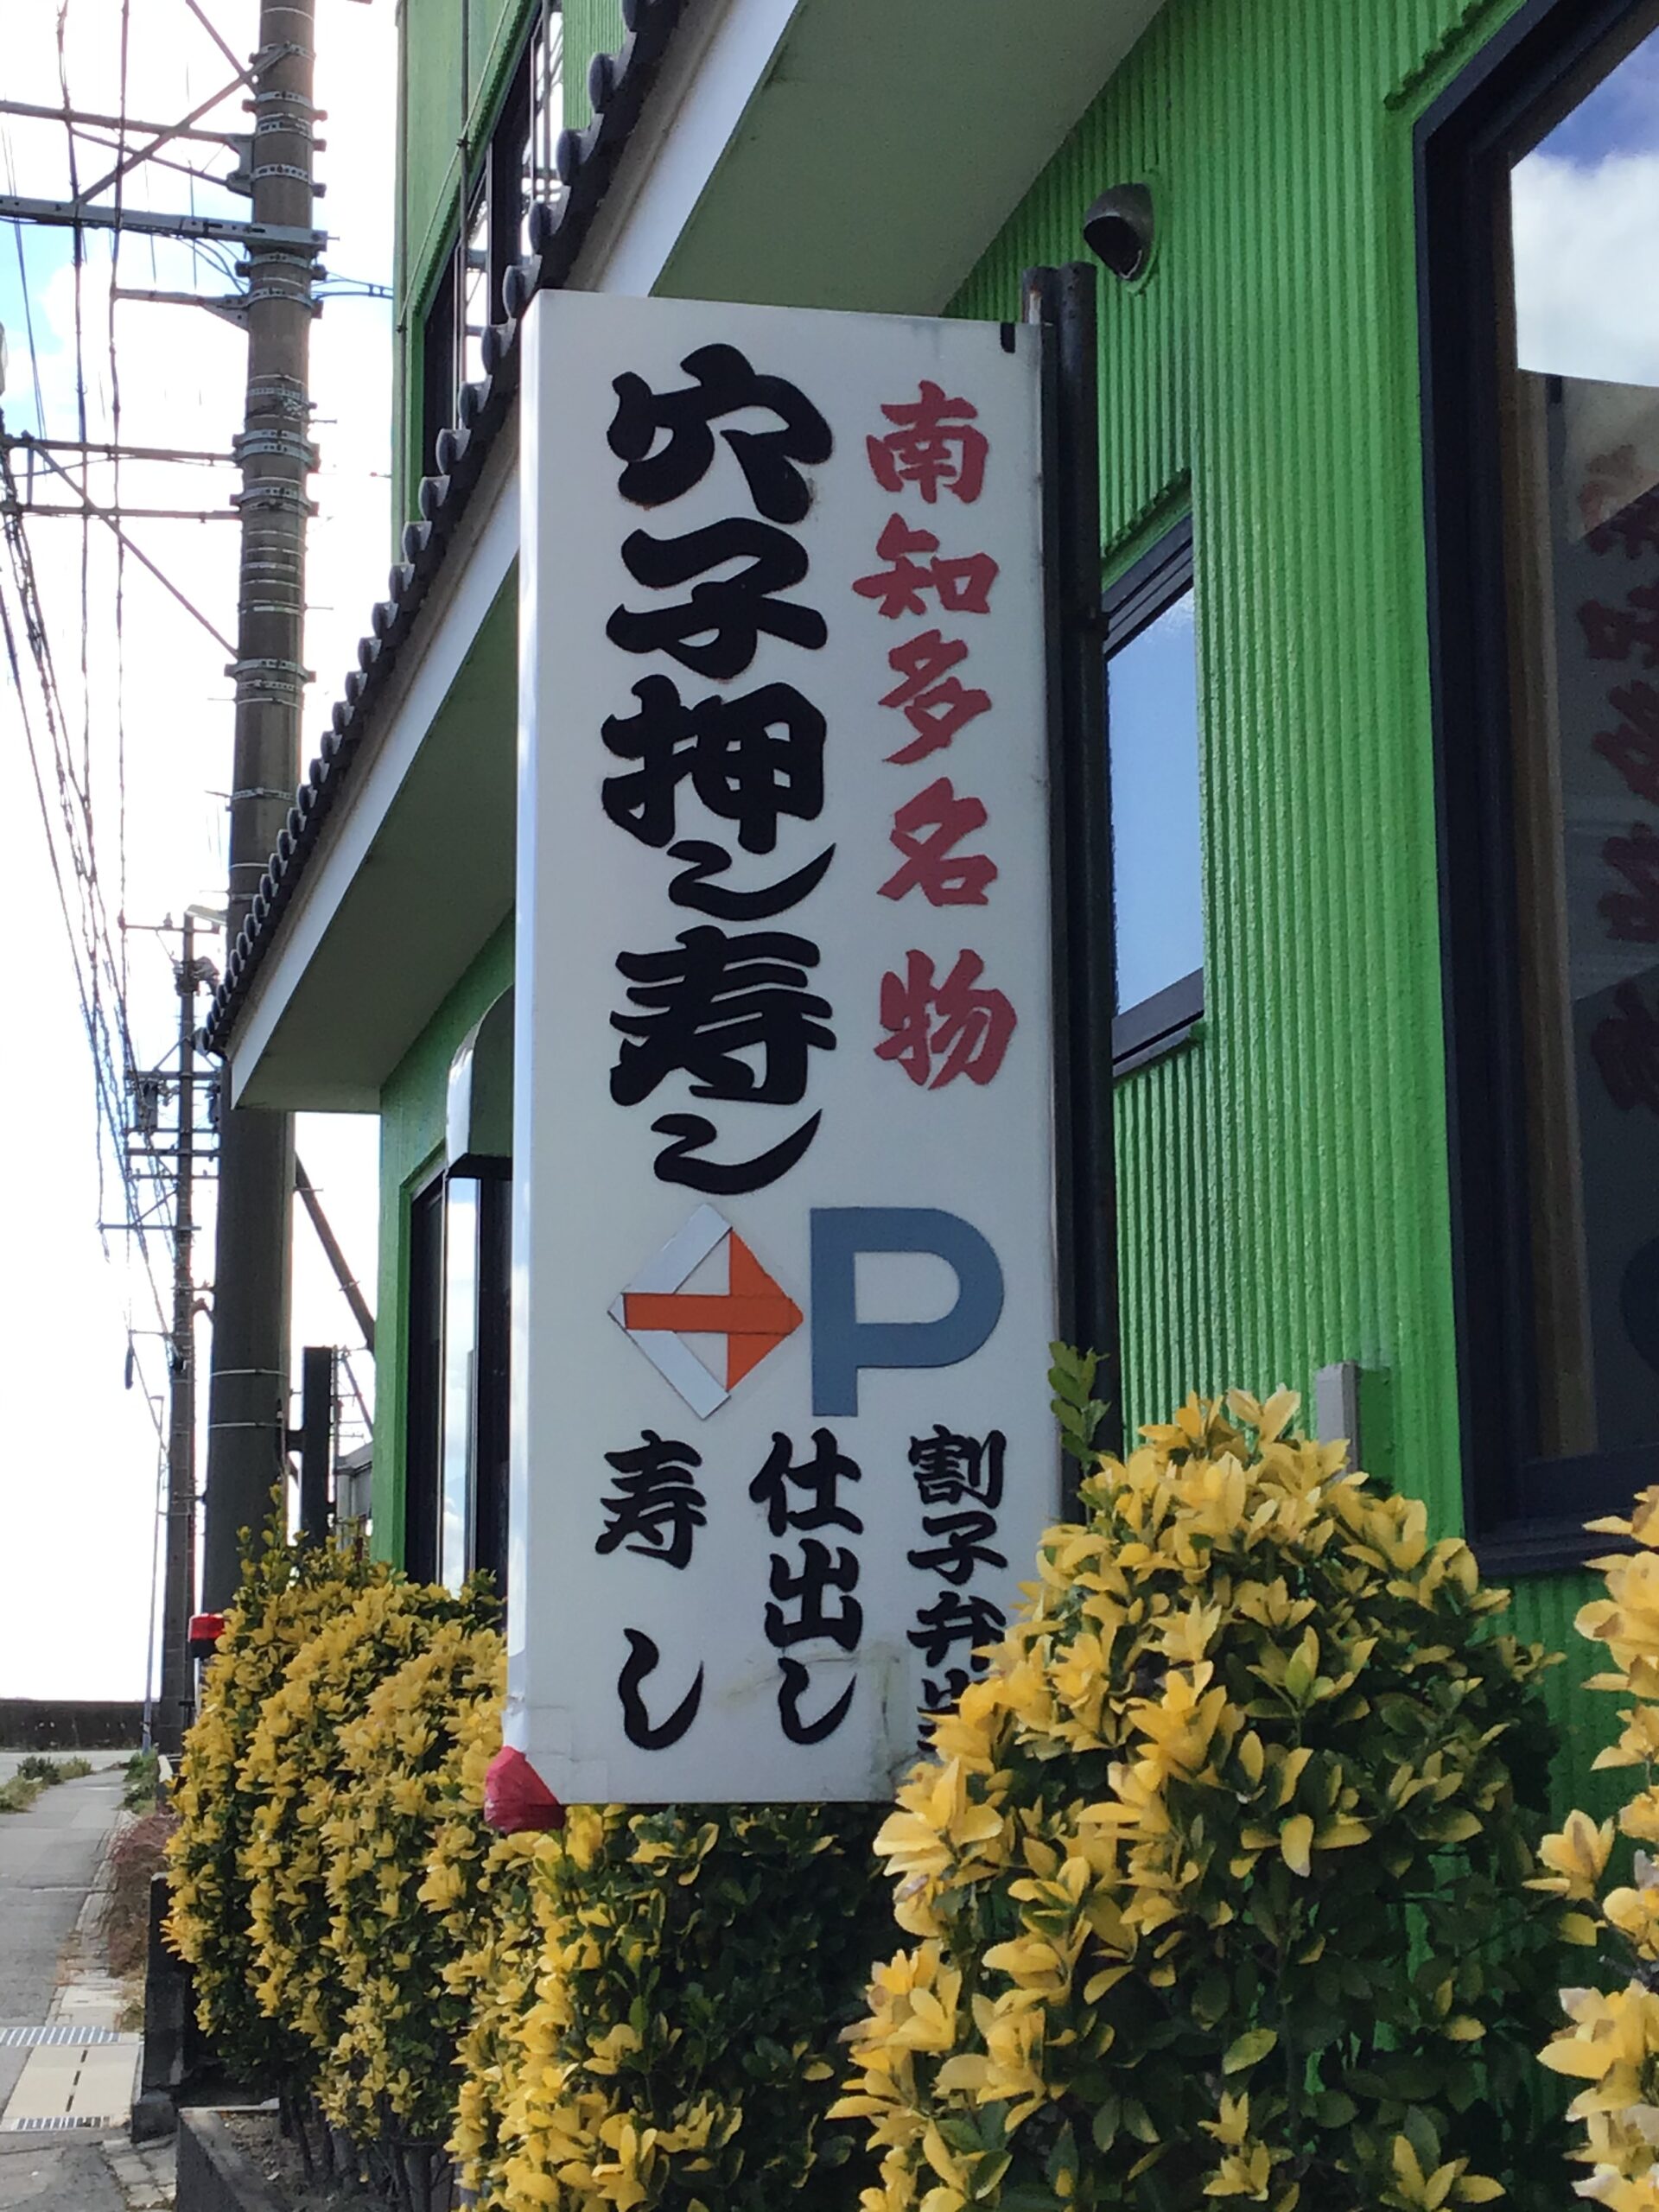 南知多名物
穴子押し寿し
P
割子弁当
仕出し
寿し